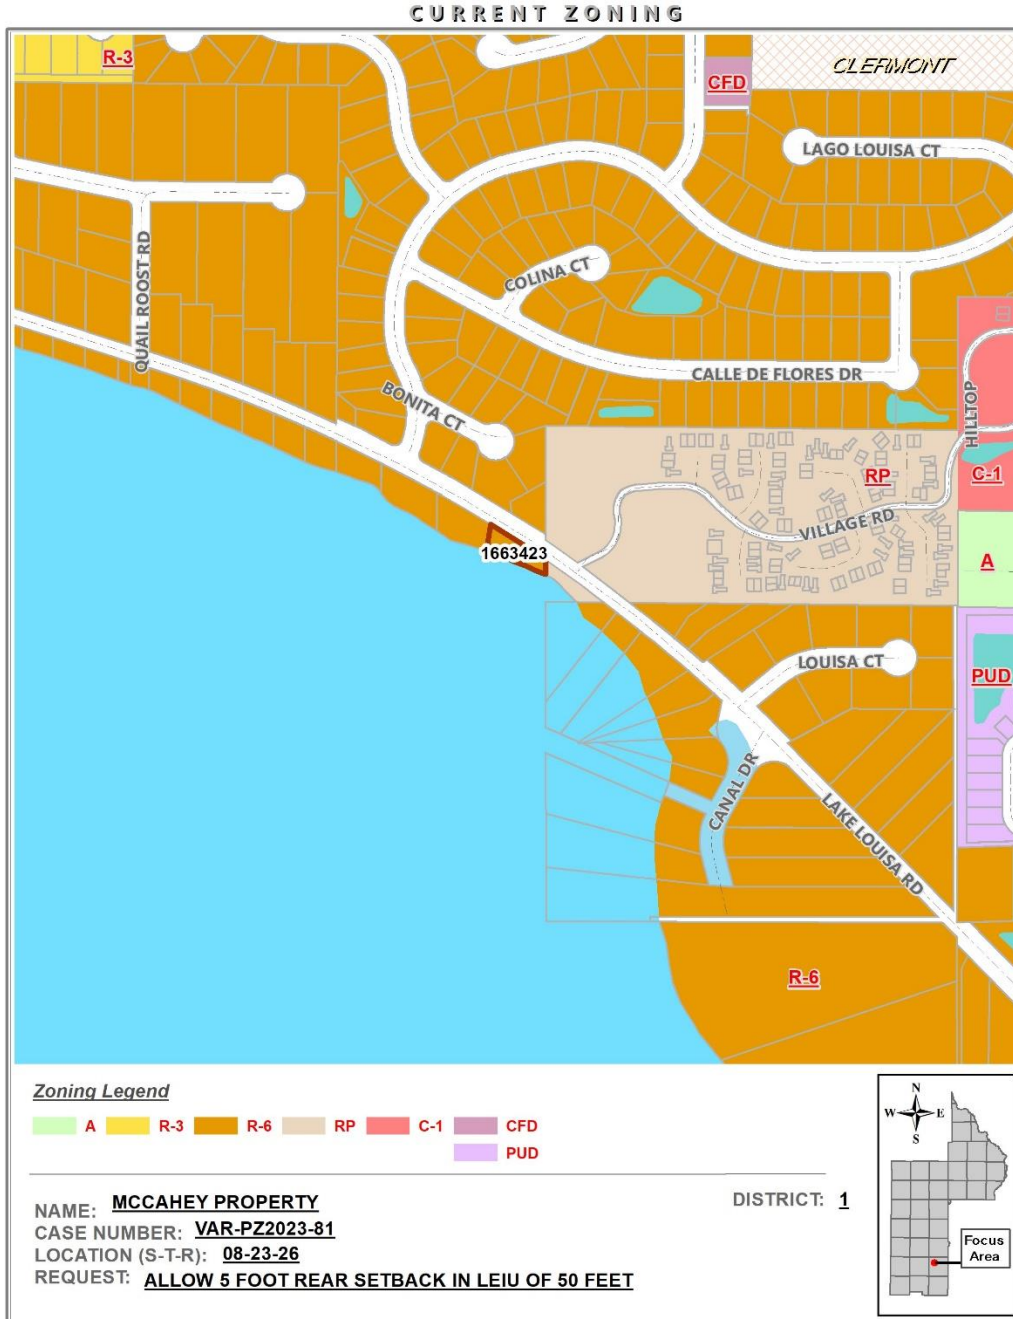 CURRENT ZONING
R-3
CFD
CLERMONT
LAGO LOUISA CT
QUAIL ROOST RD
COLINA CT
CALLE DE FLORES DR
BONITA CT
HILLTOP
RP
C-1
VILLAGE RD
1663423
A
LOUISA CT
PUD
CANAL DR
LAKE LOUISA RD
R-6
Zoning Legend
A R-3 R-6 RP C-1 CFD
PUD
N
W E
S
Focus
Area
NAME: MCCAHEY PROPERTY
DISTRICT: 1
CASE NUMBER: VAR-PZ2023-81
LOCATION (S-T-R): 08-23-26
REQUEST: ALLOW 5 FOOT REAR SETBACK IN LEIU OF 50 FEET